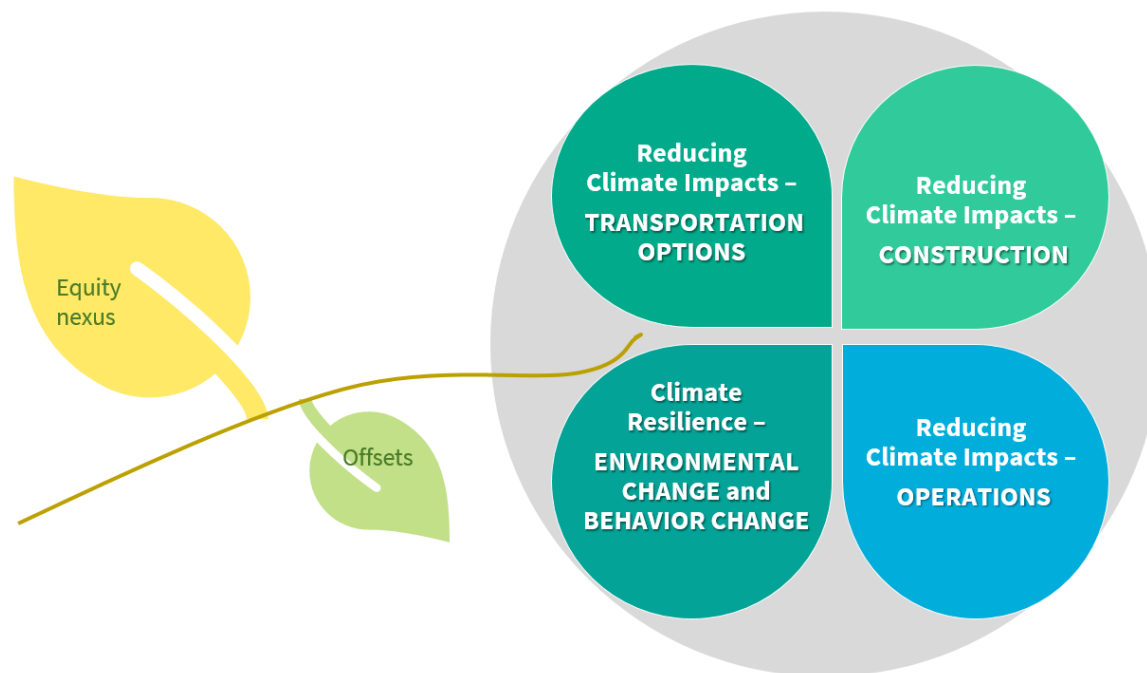 Equity
nexus
Offsets
Reducing
Climate Impacts –
TRANSPORTATION
OPTIONS
Reducing
Climate Impacts –
CONSTRUCTION
Climate
Resilience –
ENVIRONMENTAL
CHANGE and
BEHAVIOR CHANGE
Reducing
Climate Impacts –
OPERATIONS